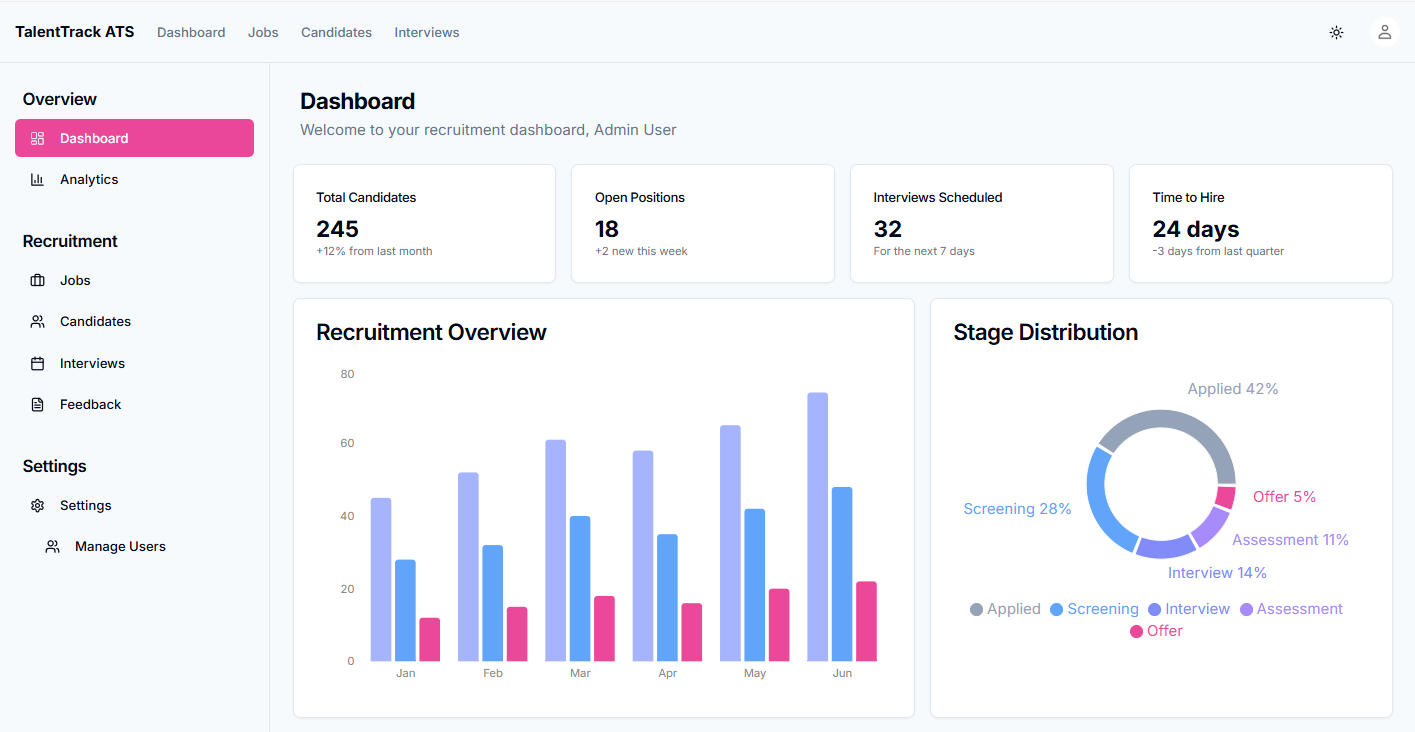 TalentTrack ATS Dashboard Jobs Candidates Interviews
Overview
Dashboard
Analytics
Recruitment
Jobs
Candidates
Interviews
Feedback
Settings
Settings
Manage Users
Dashboard
Welcome to your recruitment dashboard, Admin User
Total Candidates
245
+12% from last month
Open Positions
18
+2 new this week
Interviews Scheduled
32
For the next 7 days
Time to Hire
24 days
-3 days from last quarter
Recruitment Overview
80
60
40
20
0
Jan Feb Mar Apr May Jun
Stage Distribution
Applied 42%
Offer 5%
Screening 28%
Assessment 11%
Interview 14%
Applied Screening Interview Assessment
Offer